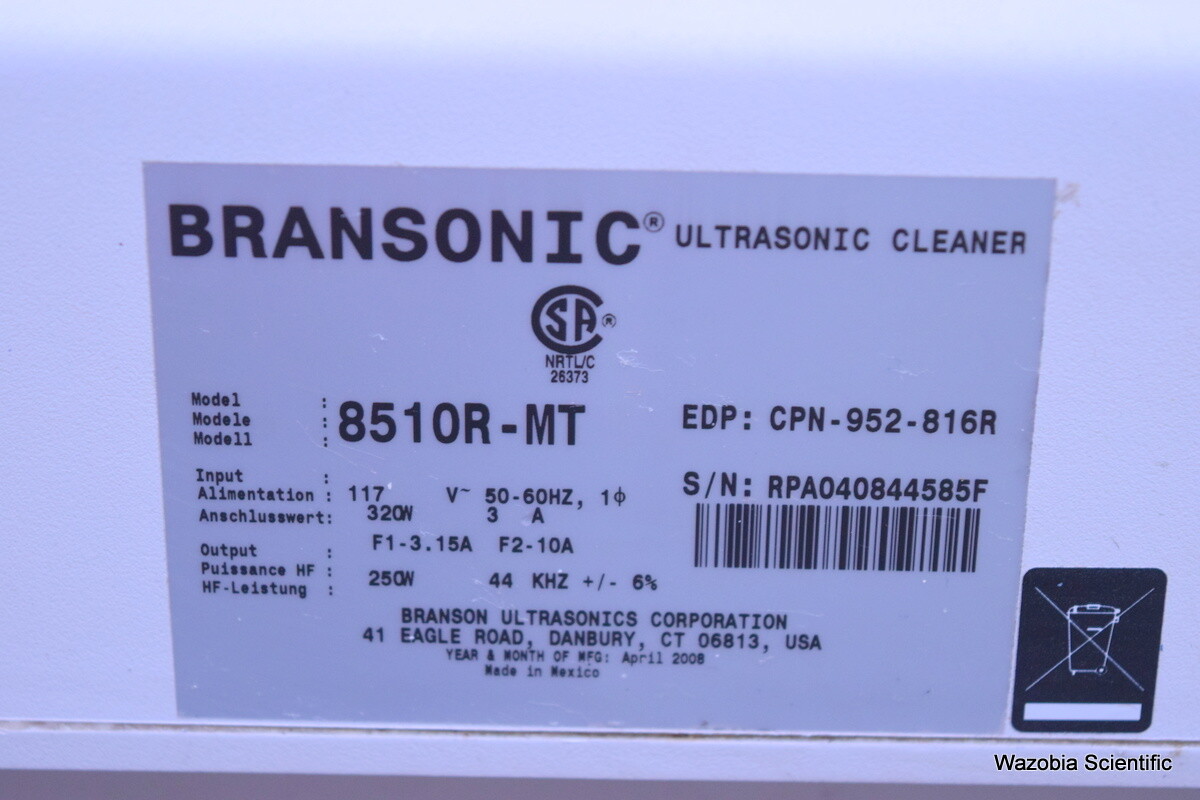 BRANSONIC® ULTRASONIC CLEANER
CSA®
NRTL/C
26373
Model :
Modele :
Modell :
8510R-MT
EDP: CPN-952-816R
Input :
Alimentation :
Anschlusswert:
117 V~ 50-60HZ, 1ϕ
320W 3 A
F1-3.15A F2-10A
S/N: RPA040844585F
Output :
Puissance HF :
HF-Leistung :
250W 44 KHZ +/- 6%
BRANSON ULTRASONICS CORPORATION
41 EAGLE ROAD, DANBURY, CT 06813, USA
YEAR & MONTH OF MFG: April 2008
Made in Mexico
Wazobia Scientific